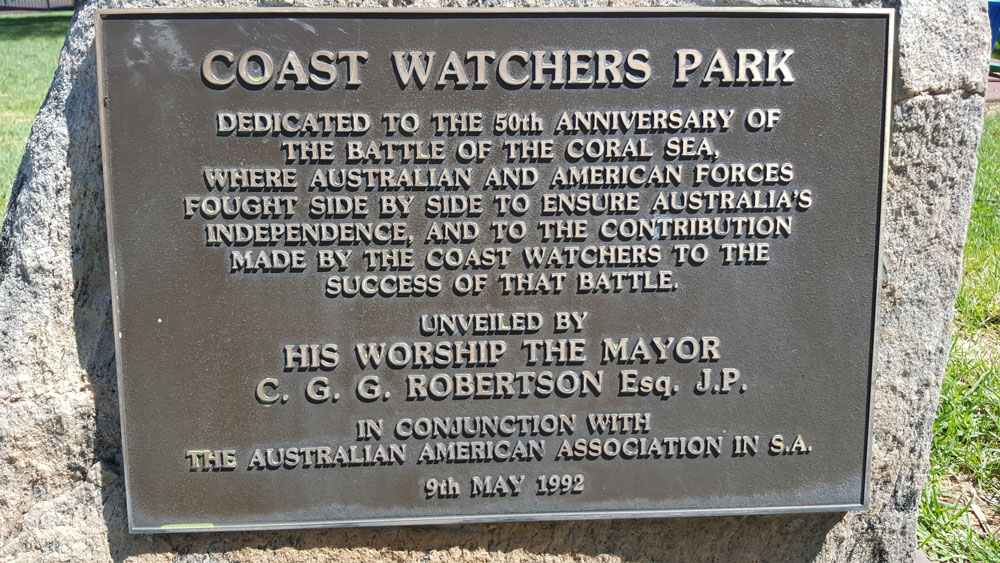 COAST WATCHERS PARK
DEDICATED TO THE 50th ANNIVERSARY OF
THE BATTLE OF THE CORAL SEA,
WHERE AUSTRALIAN AND AMERICAN FORCES
FOUGHT SIDE BY SIDE TO ENSURE AUSTRALIA'S
INDEPENDENCE, AND TO THE CONTRIBUTION
MADE BY THE COAST WATCHERS TO THE
SUCCESS OF THAT BATTLE.
UNVEILED BY
HIS WORSHIP THE MAYOR
C. G. G. ROBERTSON Esq. J.P.
IN CONJUNCTION WITH
THE AUSTRALIAN AMERICAN ASSOCIATION IN S.A.
9th MAY 1992